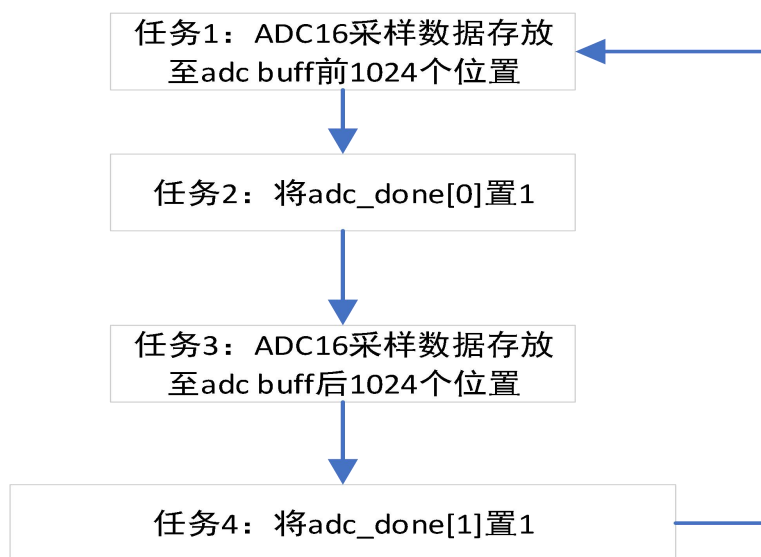 任务1：ADC16采样数据存放
至adc buff前1024个位置
任务2：将adc_done[0]置1
任务3：ADC16采样数据存放
至adc buff后1024个位置
任务4：将adc_done[1]置1